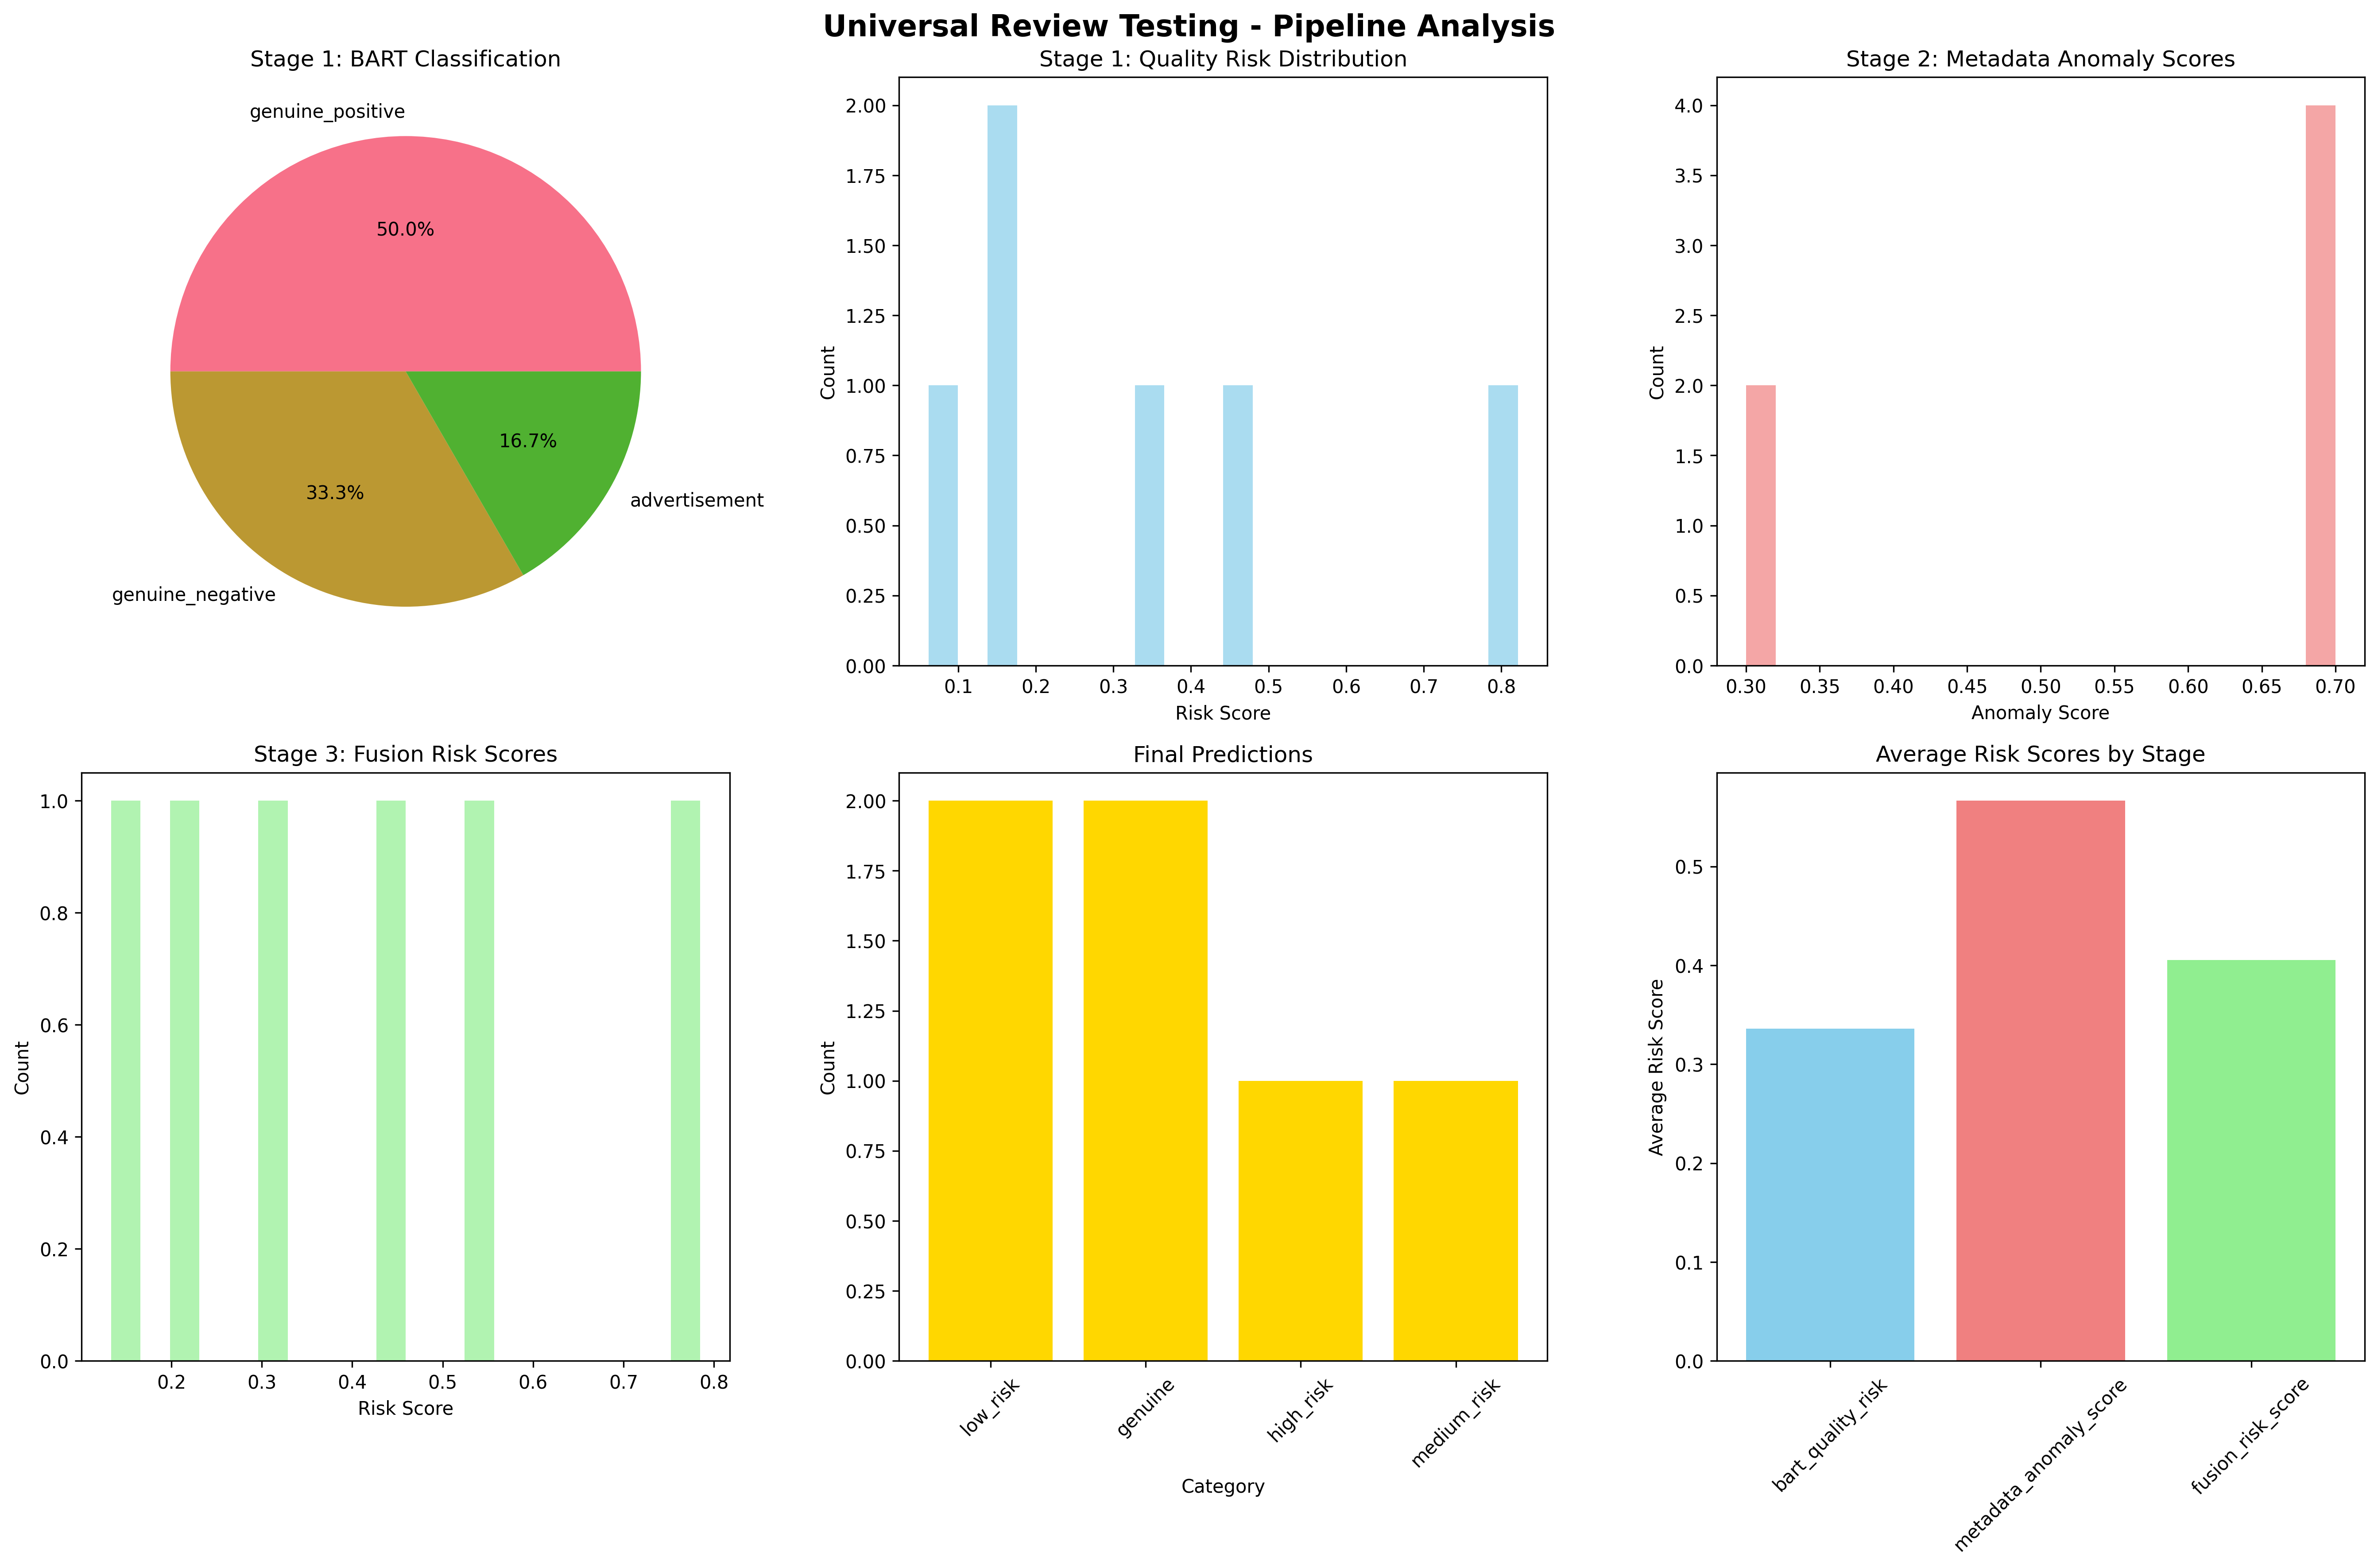 Universal Review Testing - Pipeline Analysis
Stage 1: BART Classification
genuine_positive
50.0%
33.3%
16.7%
genuine_negative
advertisement
Stage 1: Quality Risk Distribution
Count
2.00
1.75
1.50
1.25
1.00
0.75
0.50
0.25
0.00
0.1 0.2 0.3 0.4 0.5 0.6 0.7 0.8
Risk Score
Stage 2: Metadata Anomaly Scores
Count
4.0
3.5
3.0
2.5
2.0
1.5
1.0
0.5
0.0
0.30 0.35 0.40 0.45 0.50 0.55 0.60 0.65 0.70
Anomaly Score
Stage 3: Fusion Risk Scores
Count
1.0
0.8
0.6
0.4
0.2
0.0
0.2 0.3 0.4 0.5 0.6 0.7 0.8
Risk Score
Final Predictions
Count
2.00
1.75
1.50
1.25
1.00
0.75
0.50
0.25
0.00
low_risk
genuine
high_risk
medium_risk
Category
Average Risk Scores by Stage
Average Risk Score
0.5
0.4
0.3
0.2
0.1
0.0
bart_quality_risk
metadata_anomaly_score
fusion_risk_score